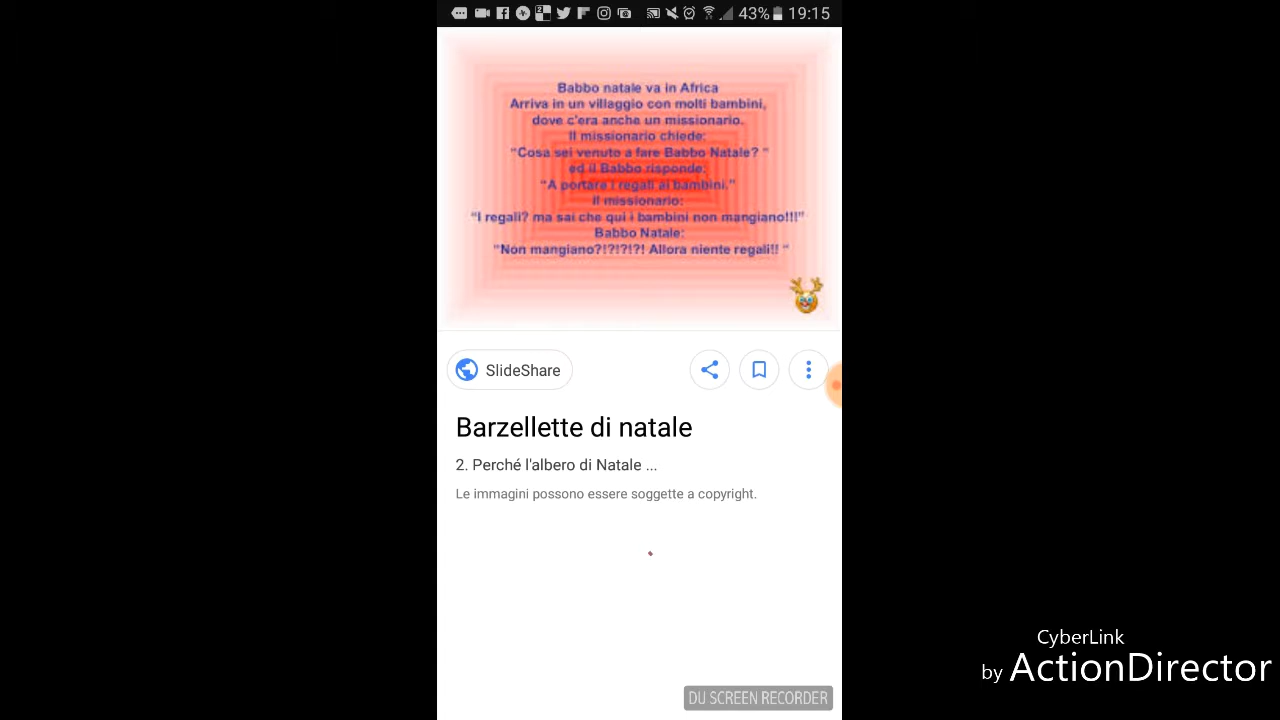 43% 19:15
Babbo natale va in Africa
Arriva in un villaggio con molti bambini,
dove c'era anche un missionario.
Il missionario chiede:
"Cosa sei venuto a fare Babbo Natale? "
ed il Babbo risponde:
"A portare i regali ai bambini."
Il missionario:
"I regali? ma sai che qui i bambini non mangiano!!!"
Babbo Natale:
"Non mangiano?!?!?!?! Allora niente regali!! "
SlideShare
Barzellette di natale
2. Perché l'albero di Natale ...
Le immagini possono essere soggette a copyright.
CyberLink
by ActionDirector
DU SCREEN RECORDER